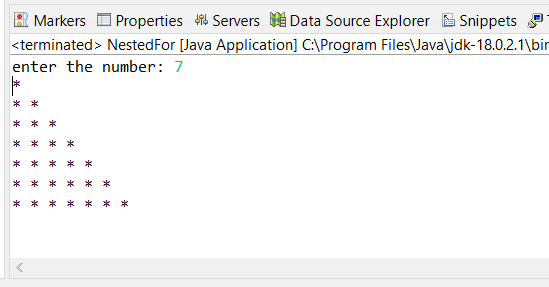 Markers Properties Servers Data Source Explorer Snippets
<terminated> NestedFor [Java Application] C:\Program Files\Java\jdk-18.0.2.1\bin
enter the number: 7
*
* *
* * *
* * * *
* * * * *
* * * * * *
* * * * * * *